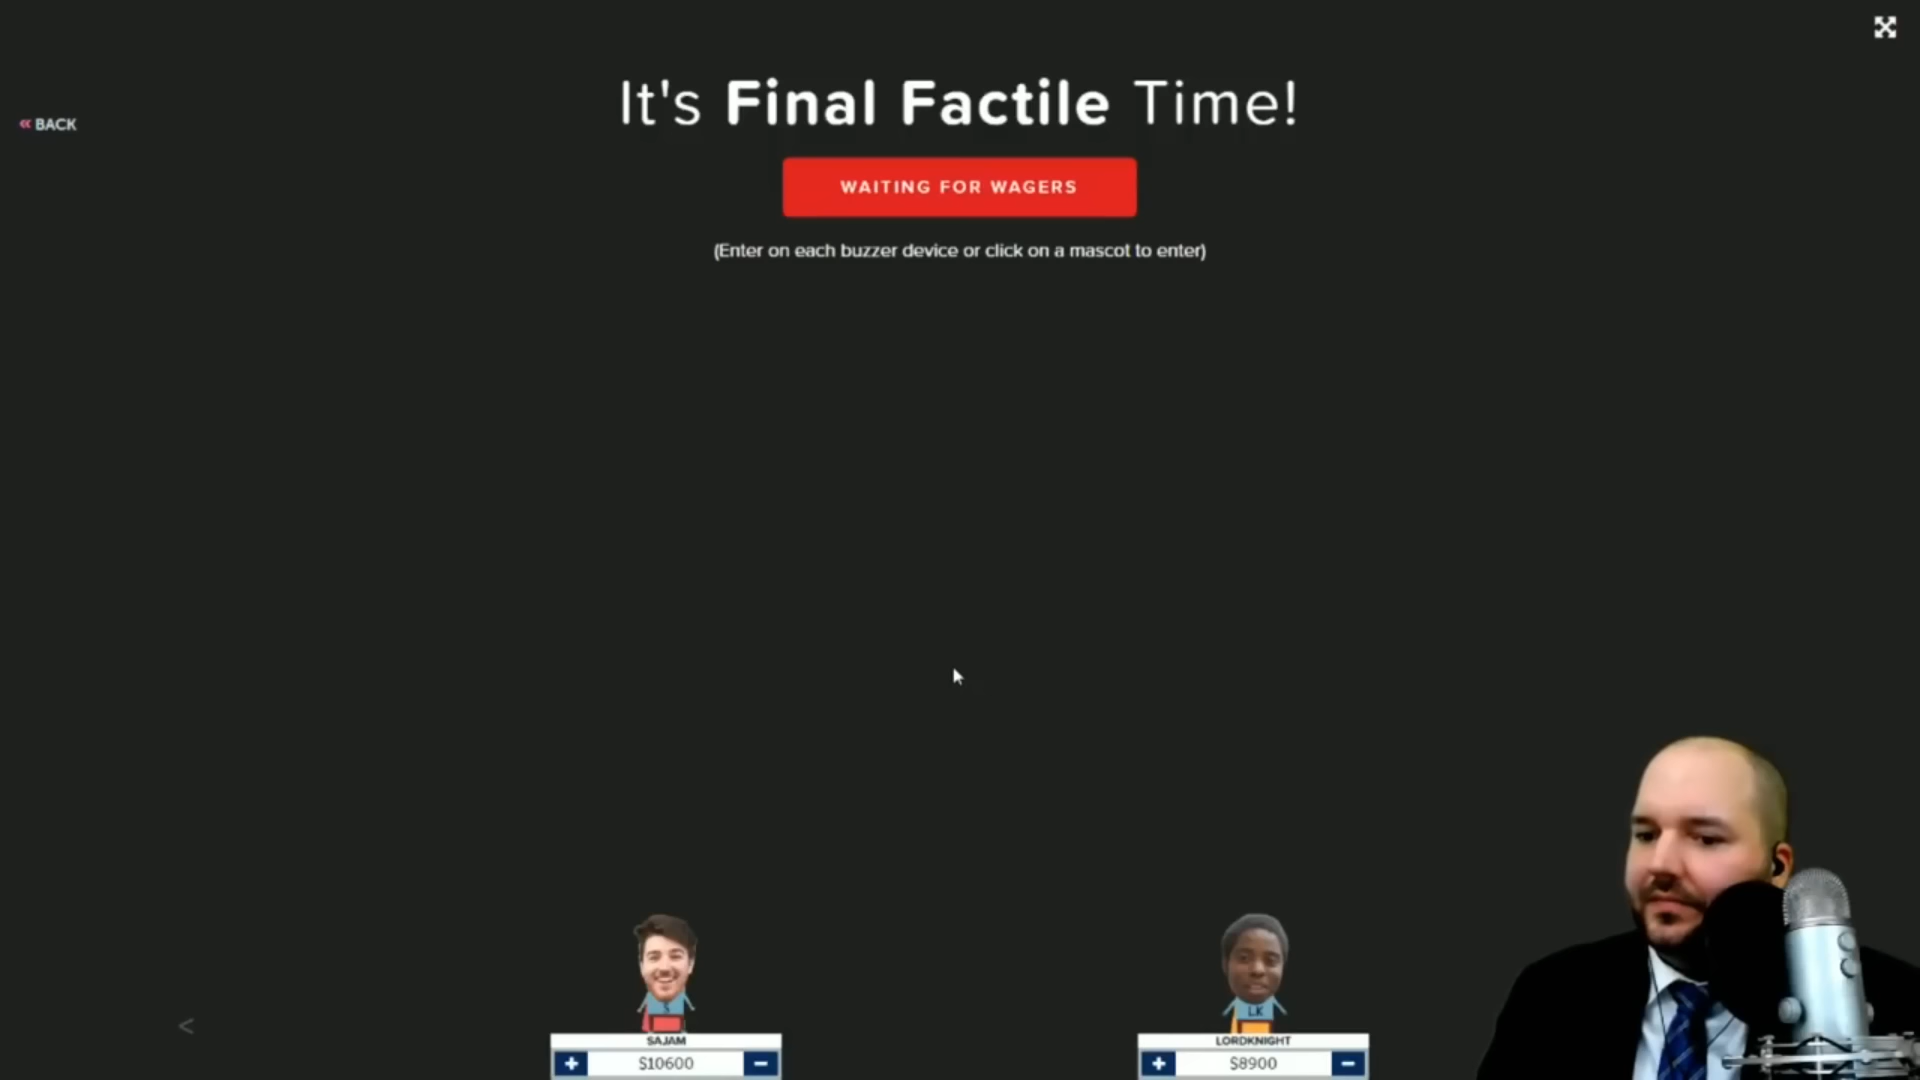 It's Final Factile Time!
« BACK
WAITING FOR WAGERS
(Enter on each buzzer device or click on a mascot to enter)
<
S
LK
SAJAM
LORDKNIGHT
+ $10600 −
+ $8900 −